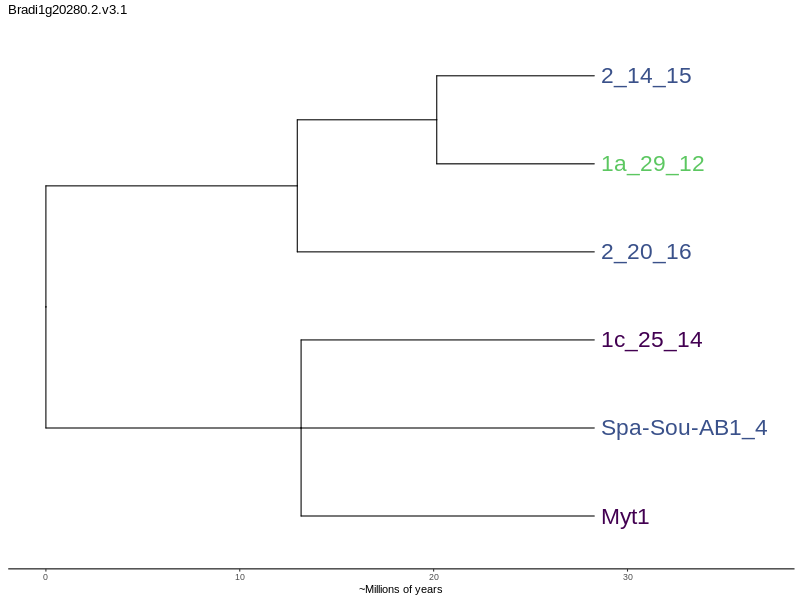 Bradi1g20280.2.v3.1
2_14_15
1a_29_12
2_20_16
1c_25_14
Spa-Sou-AB1_4
Myt1
0 10 20 30
~Millions of years